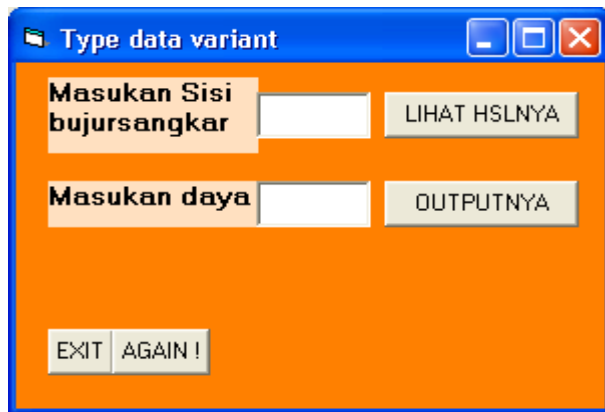 Type data variant
Masukan Sisi
bujursangkar
LIHAT HSLNYA
Masukan daya
OUTPUTNYA
EXIT
AGAIN !